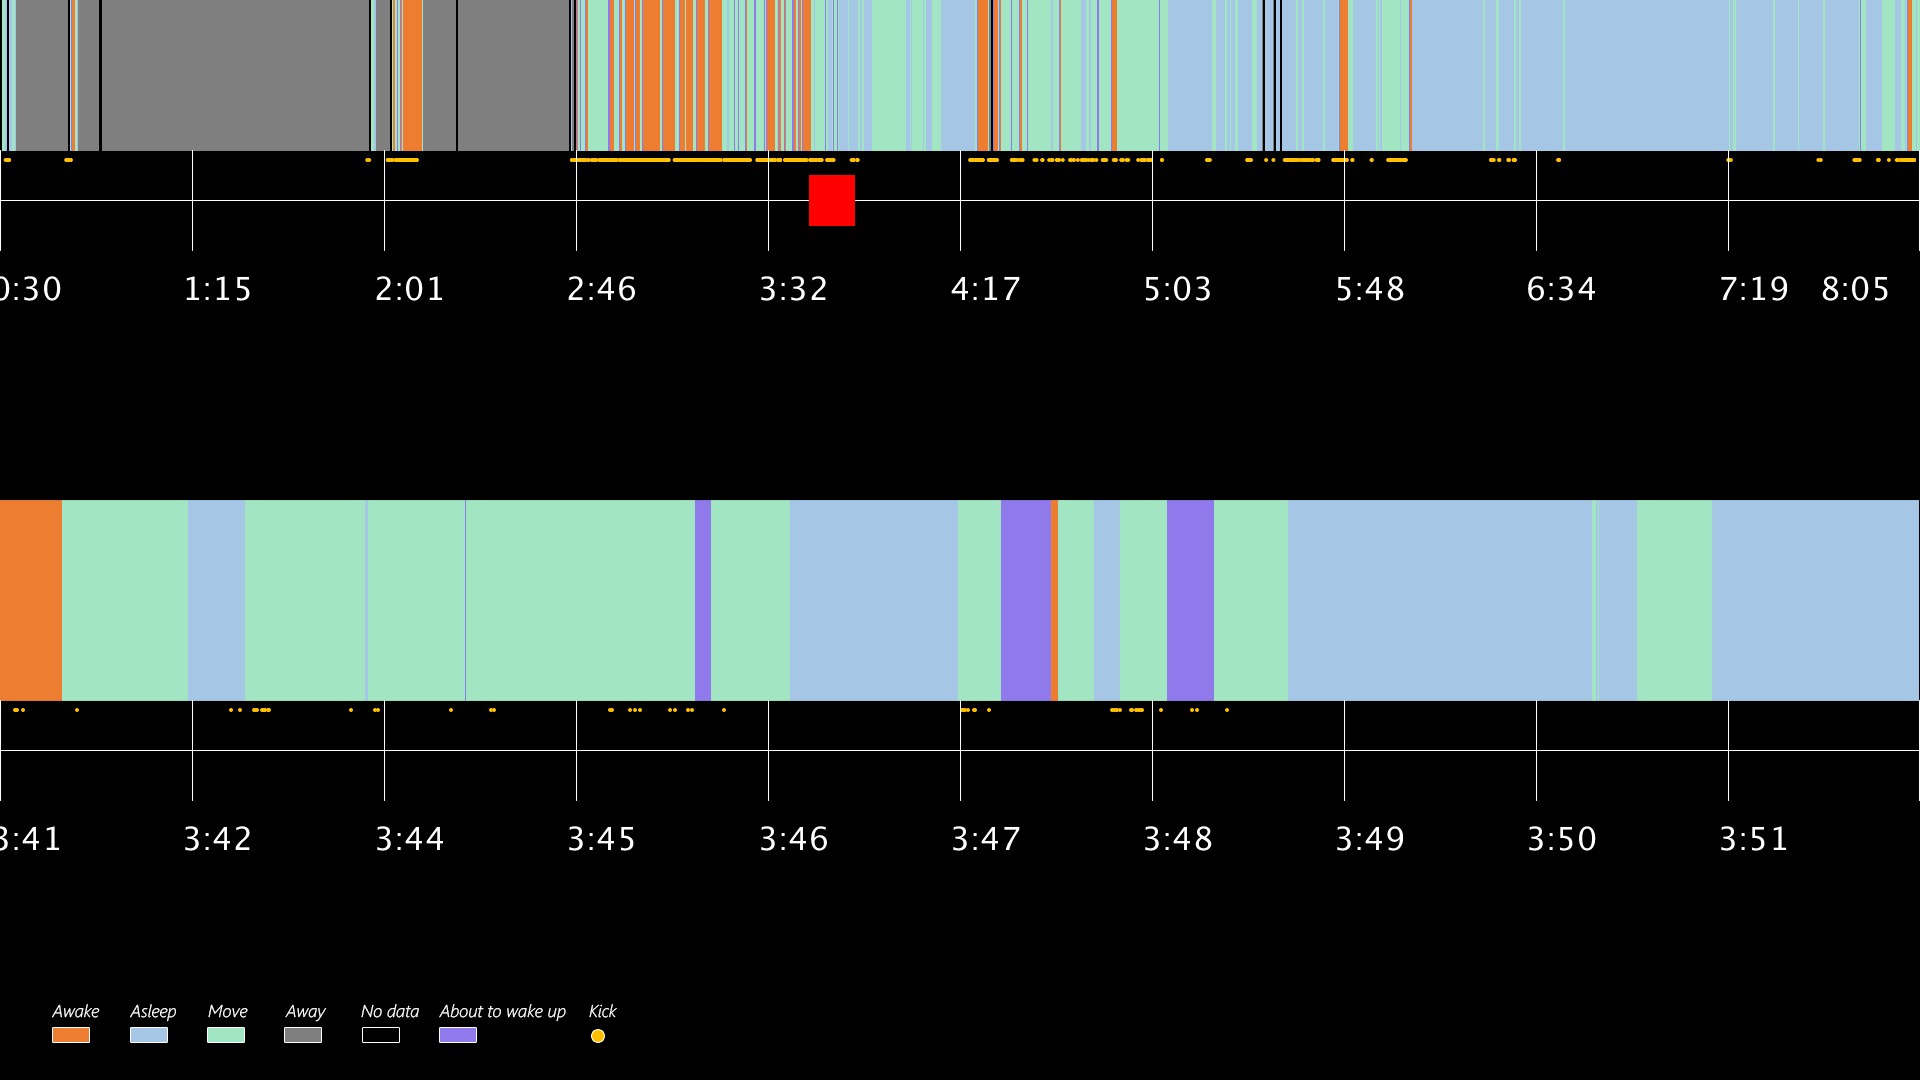 0:30 1:15 2:01 2:46 3:32 4:17 5:03 5:48 6:34 7:19 8:05
3:41 3:42 3:44 3:45 3:46 3:47 3:48 3:49 3:50 3:51
Awake Asleep Move Away No data About to wake up Kick